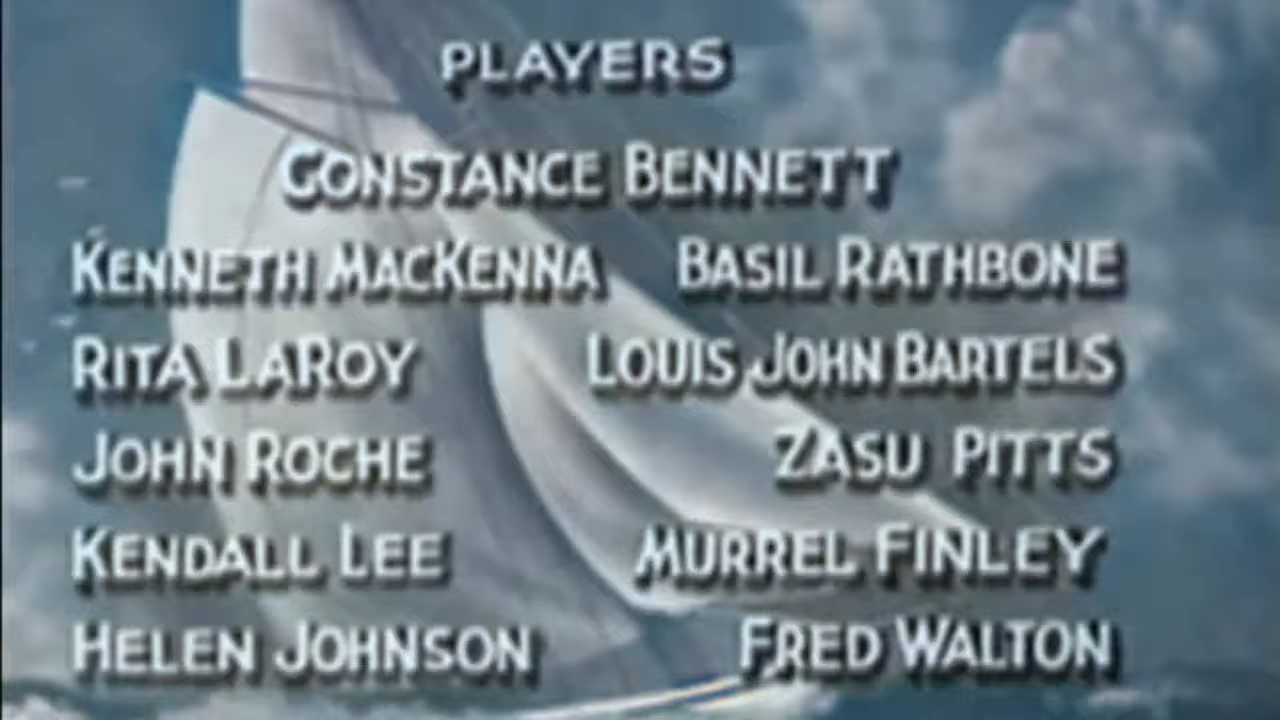 PLAYERS
CONSTANCE BENNETT
KENNETH MACKENNA BASIL RATHBONE
RITA LAROY LOUIS JOHN BARTELS
JOHN ROCHE ZASU PITTS
KENDALL LEE MURREL FINLEY
HELEN JOHNSON FRED WALTON